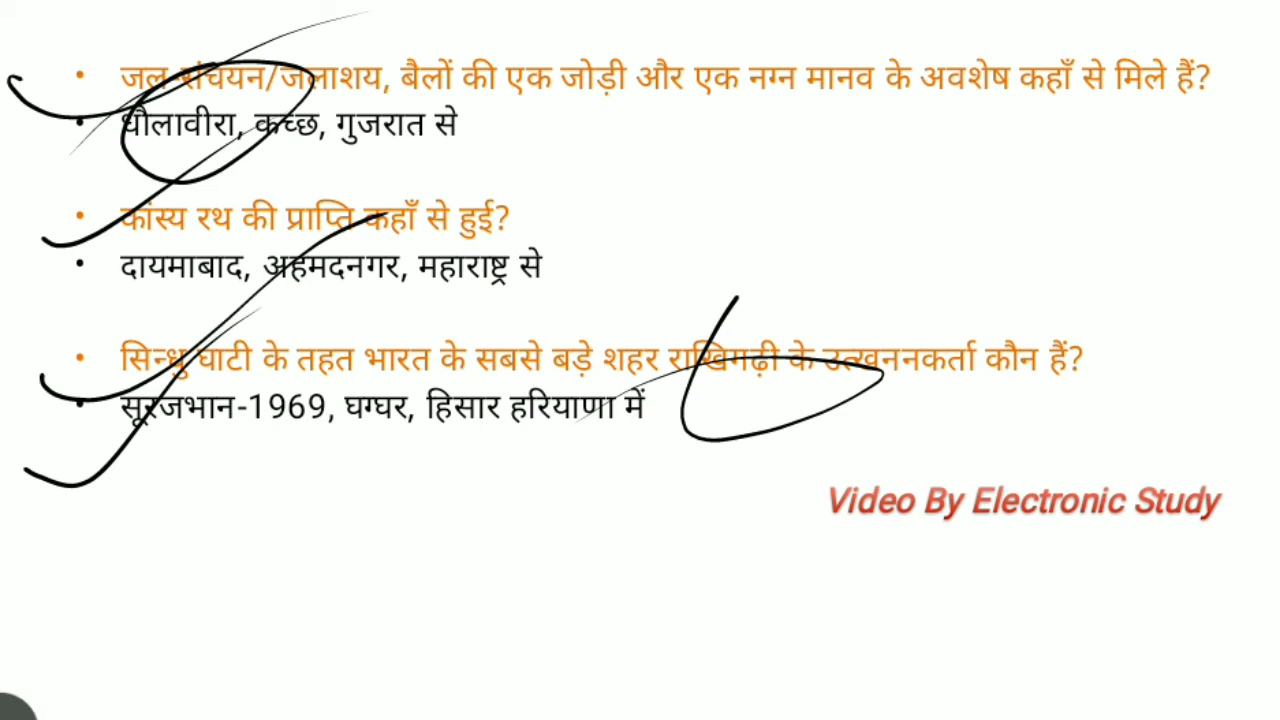 • जल संचयन/जलाशय, बैलों की एक जोड़ी और एक नग्न मानव के अवशेष कहाँ से मिले हैं?
• धौलावीरा, कच्छ, गुजरात से
• कांस्य रथ की प्राप्ति कहाँ से हुई?
• दायमाबाद, अहमदनगर, महाराष्ट्र से
• सिन्धु घाटी के तहत भारत के सबसे बड़े शहर राखिगढ़ी के उत्खननकर्ता कौन हैं?
• सूरजभान-1969, घग्घर, हिसार हरियाणा में
Video By Electronic Study